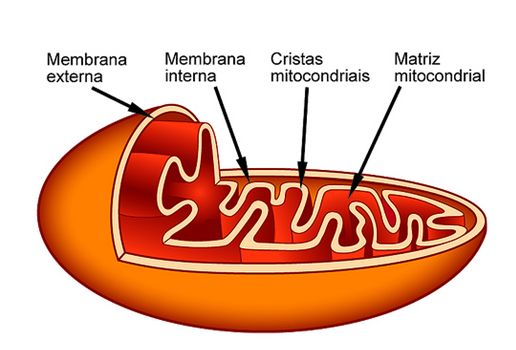 Membrana
externa
Membrana
interna
Cristas
mitocondriais
Matriz
mitocondrial